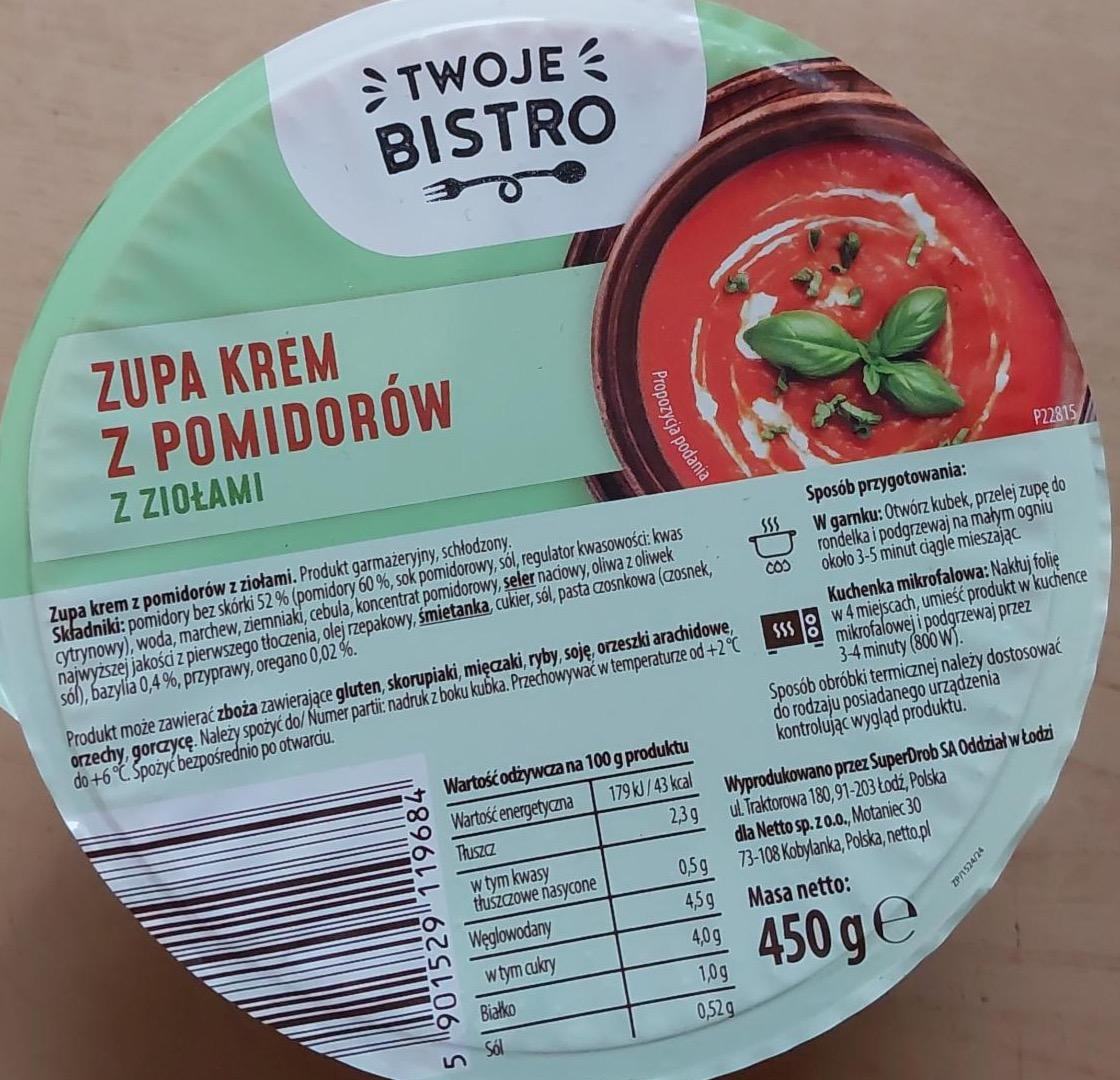 TWOJE
BISTRO
ZUPA KREM
Z POMIDORÓW
Z ZIOŁAMI
Propozycja podania
P22815
Zupa krem z pomidorów z ziołami. Produkt garmażeryjny, schłodzony.
Składniki: pomidory bez skórki 52 % (pomidory 60 %, sok pomidorowy, sól, regulator kwasowości: kwas
cytrynowy), woda, marchew, ziemniaki, cebula, koncentrat pomidorowy, seler naciowy, oliwa z oliwek
najwyższej jakości z pierwszego tłoczenia, olej rzepakowy, śmietanka, cukier, sól, pasta czosnkowa (czosnek,
sól), bazylia 0,4 %, przyprawy, oregano 0,02 %.
Produkt może zawierać zboża zawierające gluten, skorupiaki, mięczaki, ryby, soję, orzeszki arachidowe,
orzechy, gorczycę. Należy spożyć do/ Numer partii: nadruk z boku kubka. Przechowywać w temperaturze od +2°C
do +6°C. Spożyć bezpośrednio po otwarciu.
Sposób przygotowania:
W garnku: Otwórz kubek, przelej zupę do
rondelka i podgrzewaj na małym ogniu
około 3-5 minut ciągle mieszając.
Kuchenka mikrofalowa: Nakłuj folię
w 4 miejscach, umieść produkt w kuchence
mikrofalowej i podgrzewaj przez
3-4 minuty (800 W).
Sposób obróbki termicznej należy dostosować
do rodzaju posiadanego urządzenia
kontrolując wygląd produktu.
Wartość odżywcza na 100 g produktu
Wartość energetyczna 179 kJ / 43 kcal
Tłuszcz 2,3 g
w tym kwasy
tłuszczowe nasycone 0,5 g
Węglowodany 4,5 g
w tym cukry 4,0 g
Białko 1,0 g
Sól 0,52 g
Wyprodukowano przez SuperDrob SA Oddział w Łodzi
ul. Traktorowa 180, 91-203 Łódź, Polska
dla Netto sp. z o.o., Motaniec 30
73-108 Kobylanka, Polska, netto.pl
Masa netto:
450 g e
ZP/1524/24
5 901529 119684